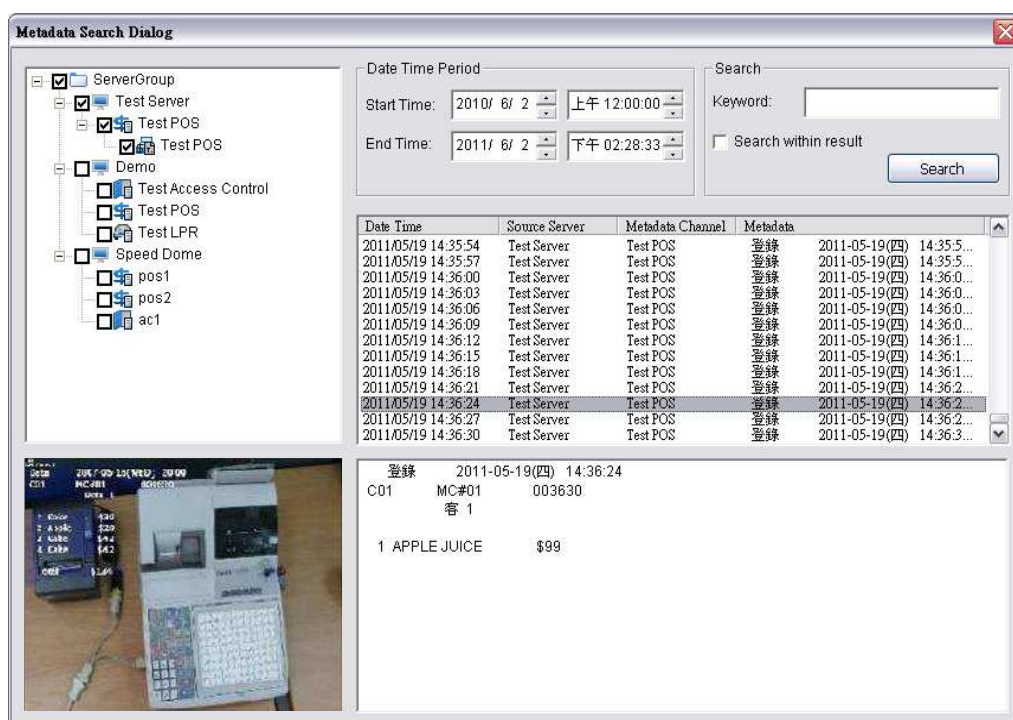 Metadata Search Dialog
ServerGroup
Test Server
Test POS
Test POS
Demo
Test Access Control
Test POS
Test LPR
Speed Dome
pos1
pos2
ac1
Date Time Period
Start Time: 2010/ 6/ 2 上午 12:00:00
End Time: 2011/ 6/ 2 下午 02:28:33
Search
Keyword:
Search within result
Search
Date Time Source Server Metadata Channel Metadata
2011/05/19 14:35:54 Test Server Test POS 登錄 2011-05-19(四) 14:35:5...
2011/05/19 14:35:57 Test Server Test POS 登錄 2011-05-19(四) 14:35:5...
2011/05/19 14:36:00 Test Server Test POS 登錄 2011-05-19(四) 14:36:0...
2011/05/19 14:36:03 Test Server Test POS 登錄 2011-05-19(四) 14:36:0...
2011/05/19 14:36:06 Test Server Test POS 登錄 2011-05-19(四) 14:36:0...
2011/05/19 14:36:09 Test Server Test POS 登錄 2011-05-19(四) 14:36:0...
2011/05/19 14:36:12 Test Server Test POS 登錄 2011-05-19(四) 14:36:1...
2011/05/19 14:36:15 Test Server Test POS 登錄 2011-05-19(四) 14:36:1...
2011/05/19 14:36:18 Test Server Test POS 登錄 2011-05-19(四) 14:36:1...
2011/05/19 14:36:21 Test Server Test POS 登錄 2011-05-19(四) 14:36:2...
2011/05/19 14:36:24 Test Server Test POS 登錄 2011-05-19(四) 14:36:2...
2011/05/19 14:36:27 Test Server Test POS 登錄 2011-05-19(四) 14:36:2...
2011/05/19 14:36:30 Test Server Test POS 登錄 2011-05-19(四) 14:36:3...
登錄 2011-05-19(四) 14:36:24
C01 MC#01 003630
客 1
1 APPLE JUICE $99
C01 MC#01